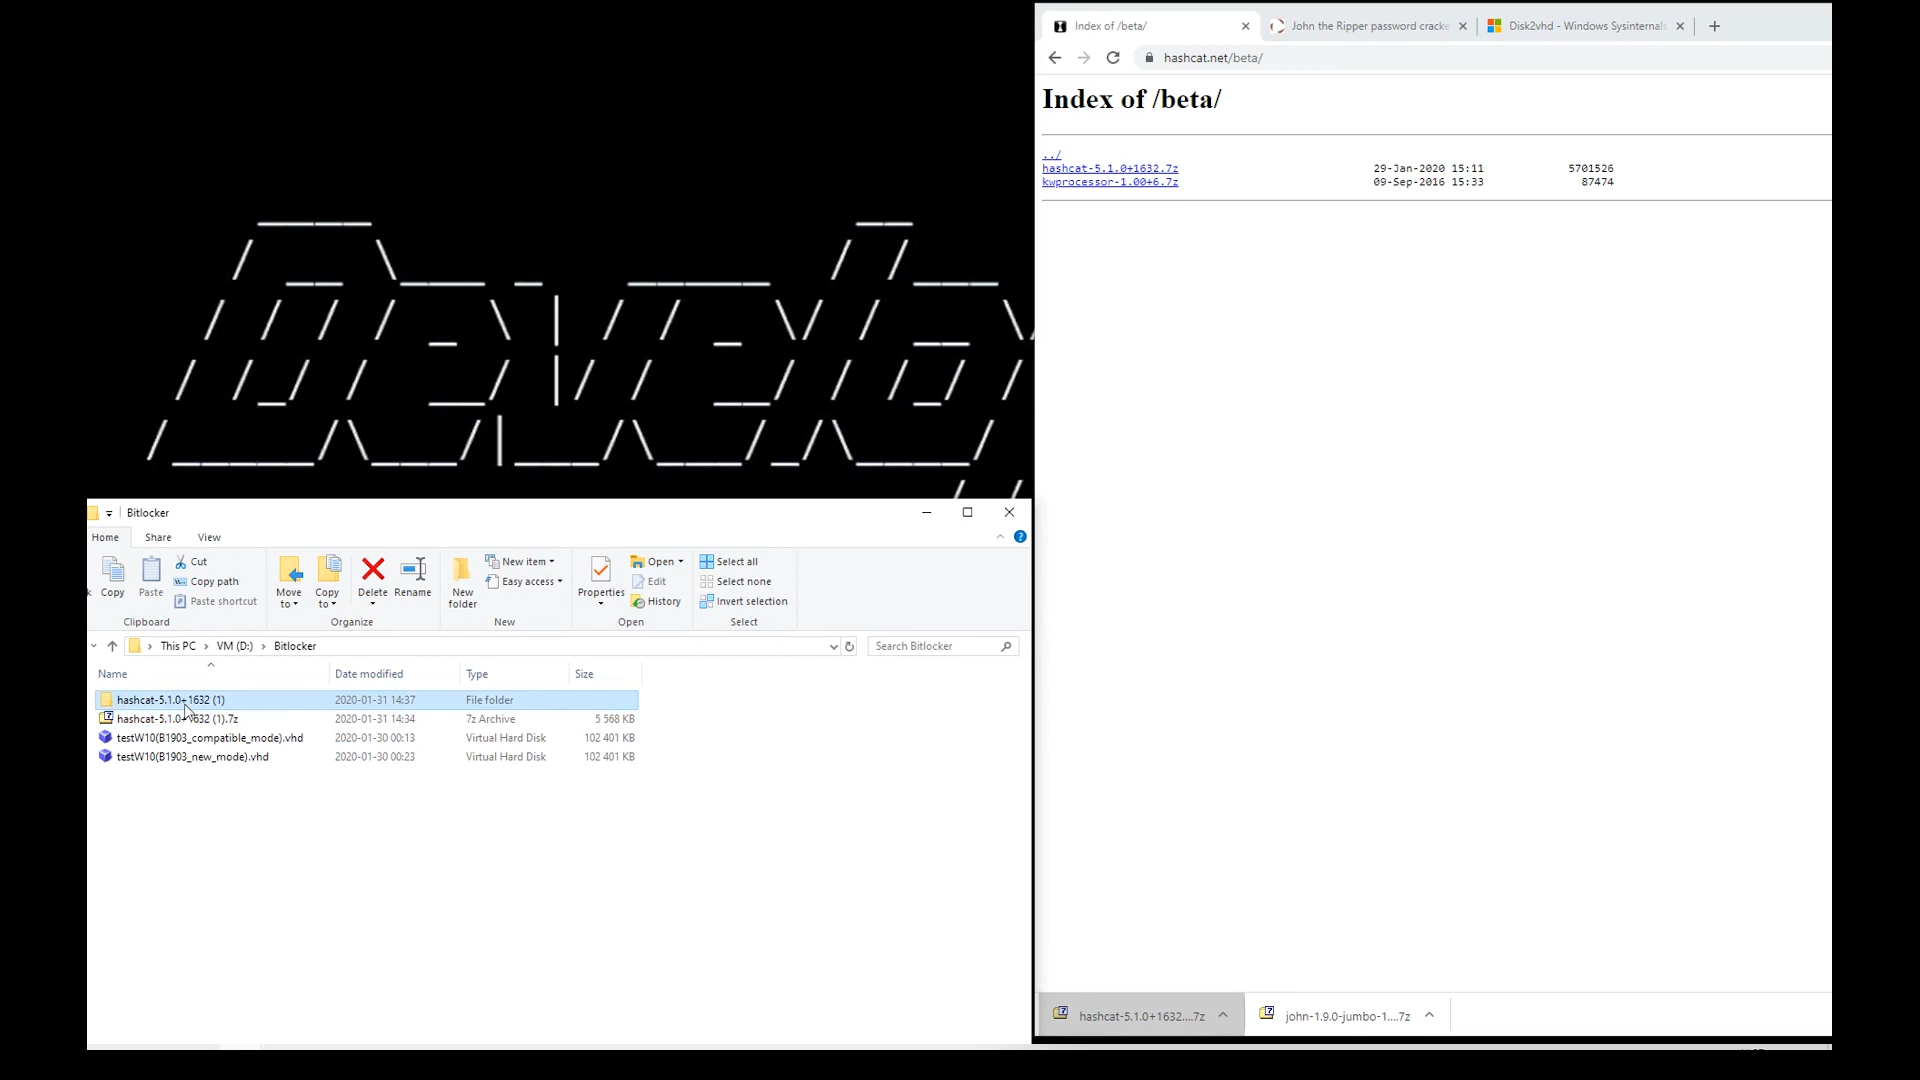 Index of /beta/
John the Ripper password cracke
Disk2vhd - Windows Sysinternals
hashcat.net/beta/
Index of /beta/
../
hashcat-5.1.0+1632.7z 29-Jan-2020 15:11 5701526
kwprocessor-1.00+6.7z 09-Sep-2016 15:33 87474
Bitlocker
Home Share View
Copy
Paste
Cut
Copy path
Paste shortcut
Clipboard
Move to
Copy to
Delete
Rename
Organize
New folder
New item
Easy access
New
Properties
Open
Edit
History
Open
Select all
Select none
Invert selection
Select
This PC > VM (D:) > Bitlocker
Search Bitlocker
Name Date modified Type Size
hashcat-5.1.0+1632 (1) 2020-01-31 14:37 File folder
hashcat-5.1.0+1632 (1).7z 2020-01-31 14:34 7z Archive 5 568 KB
testW10(B1903_compatible_mode).vhd 2020-01-30 00:13 Virtual Hard Disk 102 401 KB
testW10(B1903_new_mode).vhd 2020-01-30 00:23 Virtual Hard Disk 102 401 KB
hashcat-5.1.0+1632....7z
john-1.9.0-jumbo-1....7z